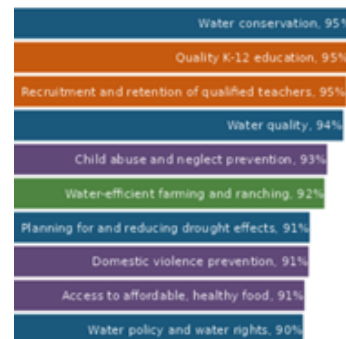 Water conservation, 95%
Quality K-12 education, 95%
Recruitment and retention of qualified teachers, 95%
Water quality, 94%
Child abuse and neglect prevention, 93%
Water-efficient farming and ranching, 92%
Planning for and reducing drought effects, 91%
Domestic violence prevention, 91%
Access to affordable, healthy food, 91%
Water policy and water rights, 90%